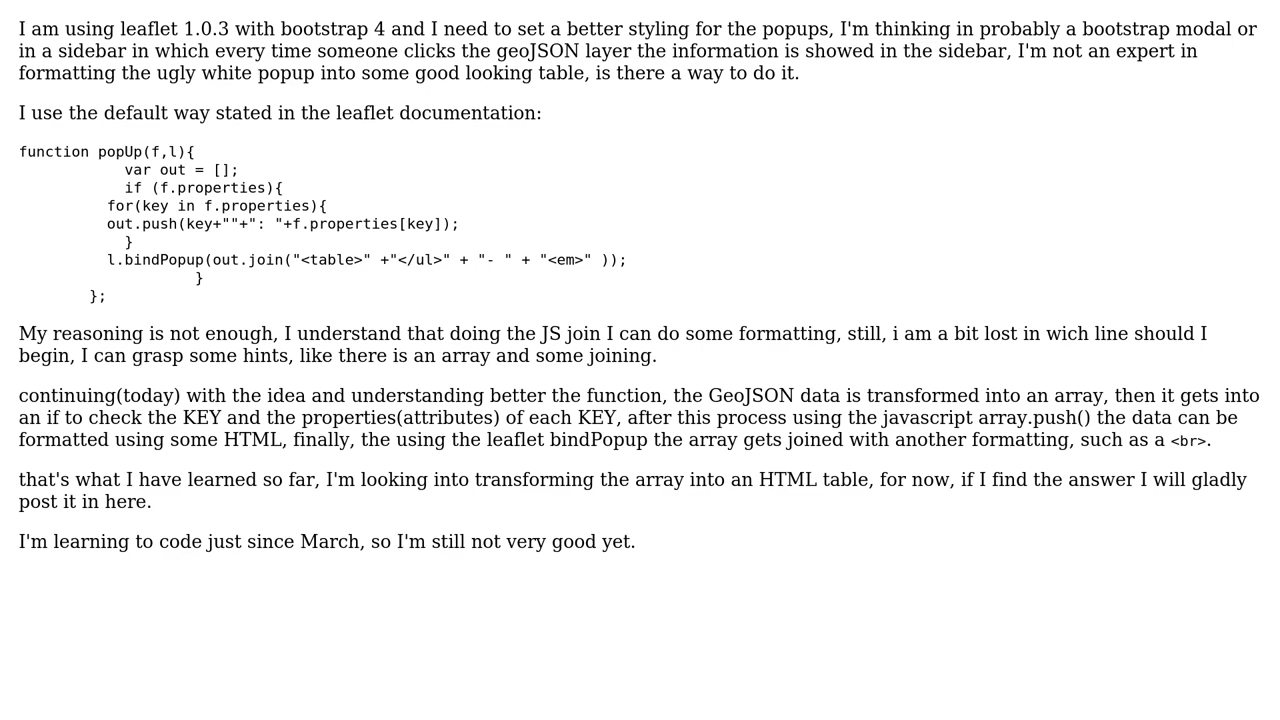 I am using leaflet 1.0.3 with bootstrap 4 and I need to set a better styling for the popups, I'm thinking in probably a bootstrap modal or
in a sidebar in which every time someone clicks the geoJSON layer the information is showed in the sidebar, I'm not an expert in
formatting the ugly white popup into some good looking table, is there a way to do it.
I use the default way stated in the leaflet documentation:
function popUp(f,l){
            var out = [];
            if (f.properties){
          for(key in f.properties){
          out.push(key+""+": "+f.properties[key]);
            }
          l.bindPopup(out.join("<table>" +"</ul>" + "- " + "<em>" ));
                    }
        };
My reasoning is not enough, I understand that doing the JS join I can do some formatting, still, i am a bit lost in wich line should I
begin, I can grasp some hints, like there is an array and some joining.
continuing(today) with the idea and understanding better the function, the GeoJSON data is transformed into an array, then it gets into
an if to check the KEY and the properties(attributes) of each KEY, after this process using the javascript array.push() the data can be
formatted using some HTML, finally, the using the leaflet bindPopup the array gets joined with another formatting, such as a <br>.
that's what I have learned so far, I'm looking into transforming the array into an HTML table, for now, if I find the answer I will gladly
post it in here.
I'm learning to code just since March, so I'm still not very good yet.